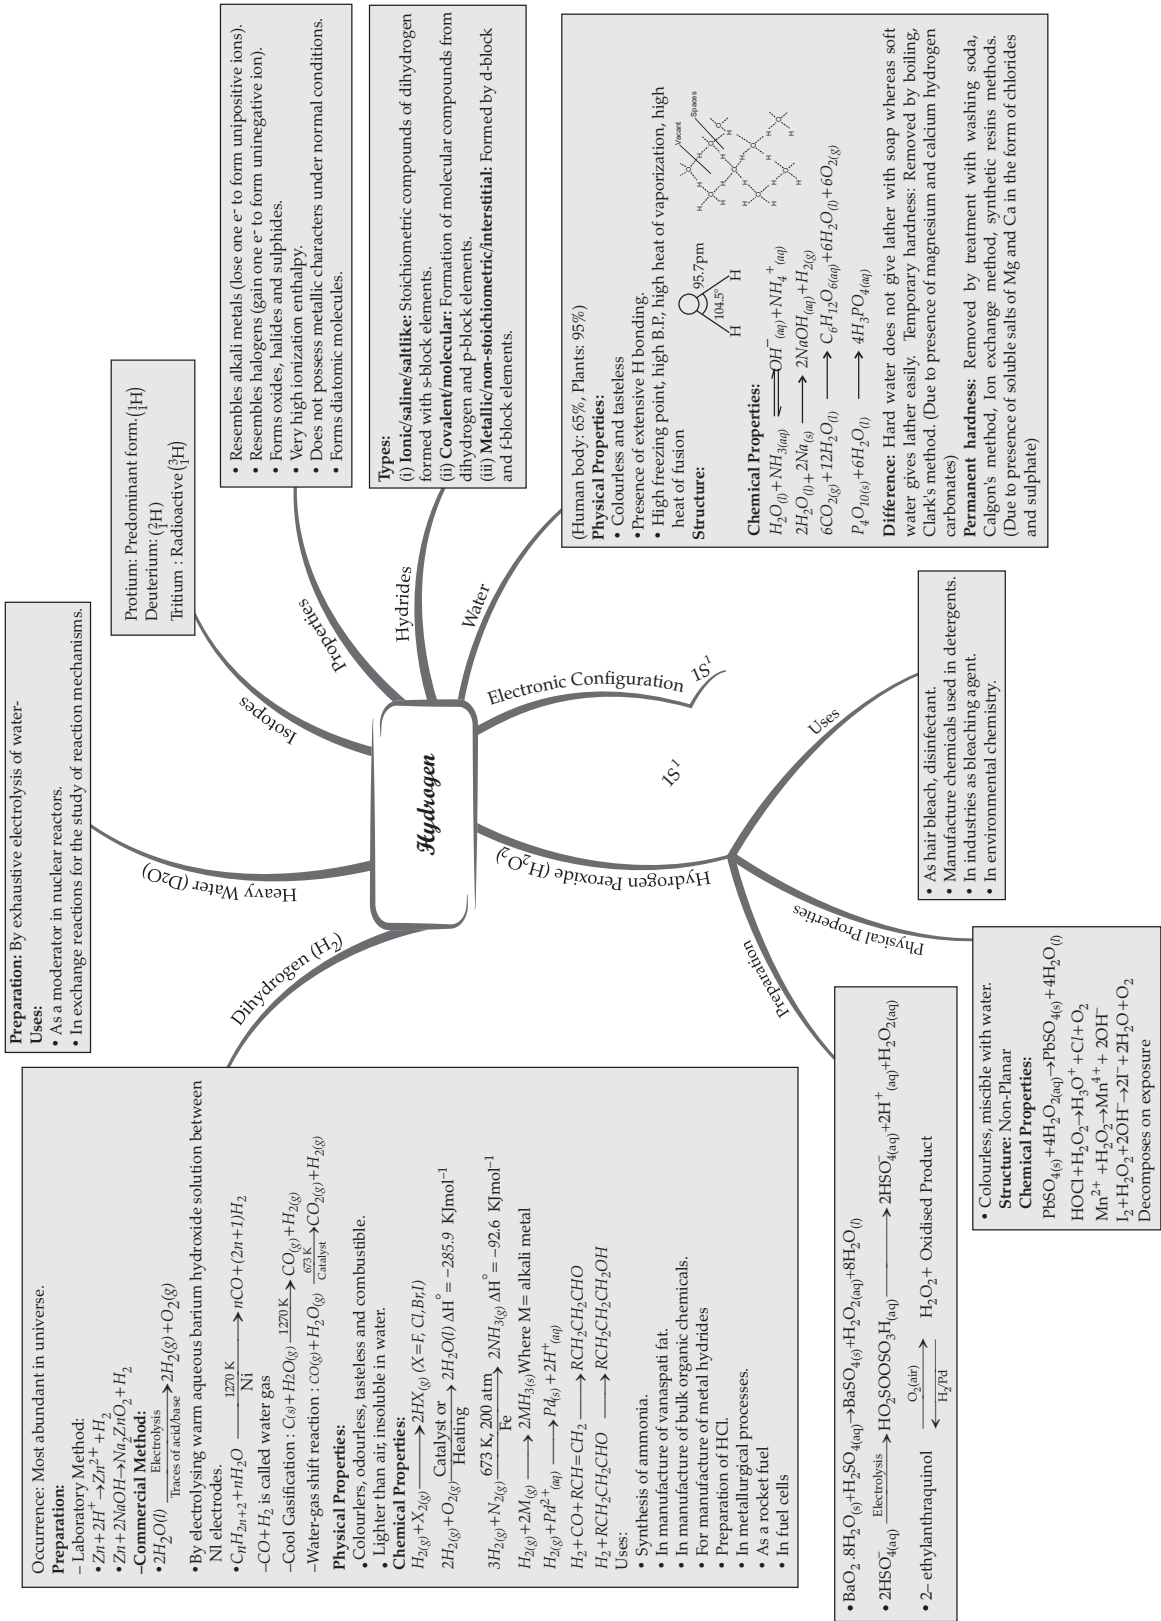 Hydrogen
Dihydrogen (H2)
Occurrence: Most abundant in universe.
Preparation:
– Laboratory Method:
•Zn+2H⁺→Zn²⁺+H2
•Zn+2NaOH→Na2ZnO2+H2
–Commercial Method:
•2H2O(l) Electrolysis → Traces of acid/base 2H2(g)+O2(g)
•By electrolysing warm aqueous barium hydroxide solution between
NI electrodes.
•CnH2n+2+nH2O 1270 K → Ni nCO+(2n+1)H2
–CO+H2 is called water gas
–Cool Gasification : C(s)+H2O(g) 1270 K → CO(g)+H2(g)
–Water-gas shift reaction : CO(g)+H2O(g) 673 K → Catalyst CO2(g)+H2(g)
Physical Properties:
• Colourlers, odourless, tasteless and combustible.
• Lighter than air, insoluble in water.
Chemical Properties:
H2(g)+X2(g) → 2HX(g) (X=F, Cl,Br,I)
2H2(g)+O2(g) Catalyst or → Heating 2H2O(l) ΔH°=−285.9 KJmol⁻¹
3H2(g)+N2(g) 673 K, 200 atm → Fe 2NH3(g) ΔH°=−92.6 KJmol⁻¹
H2(g)+2M(g) → 2MH3(s)Where M= alkali metal
H2(g)+Pd²⁺(aq) → Pd(s)+2H⁺(aq)
H2+CO+RCH=CH2 → RCH2CH2CHO
H2+RCH2CH2CHO → RCH2CH2CH2OH
Uses:
• Synthesis of ammonia.
• In manufacture of vanaspati fat.
• In manufacture of bulk organic chemicals.
• For manufacture of metal hydrides
• Preparation of HCl.
• In metallurgical processes.
• As a rocket fuel
• In fuel cells
Heavy Water (D2O)
Preparation: By exhaustive electrolysis of water-
Uses:
• As a moderator in nuclear reactors.
• In exchange reactions for the study of reaction mechanisms.
Isotopes
Protium: Predominant form.(¹₁H)
Deuterium: (²₁H)
Tritium : Radioactive (³₁H)
Properties
• Resembles alkali metals (lose one e⁻ to form unipositive ions).
• Resembles halogens (gain one e⁻ to form uninegative ion).
• Forms oxides, halides and sulphides.
• Very high ionization enthalpy.
• Does not possess metallic characters under normal conditions.
• Forms diatomic molecules.
Hydrides
Types:
(i) Ionic/saline/saltlike: Stoichiometric compounds of dihydrogen
formed with s-block elements.
(ii) Covalent/molecular: Formation of molecular compounds from
dihydrogen and p-block elements.
(iii) Metallic/non-stoichiometric/interstitial: Formed by d-block
and f-block elements.
Water
(Human body: 65%, Plants: 95%)
Physical Properties:
• Colourless and tasteless
•Presence of extensive H bonding.
• High freezing point, high B.P., high heat of vaporization, high
heat of fusion
Structure:
95.7pm
104.5°
H H
Vacant
Spaces
Chemical Properties:
H2O(l)+NH3(aq) ⇌ OH⁻(aq)+NH4⁺(aq)
2H2O(l)+2Na(s) → 2NaOH(aq)+H2(g)
6CO2(g)+12H2O(l) → C6H12O6(aq)+6H2O(l)+6O2(g)
P4O10(s)+6H2O(l) → 4H3PO4(aq)
Difference: Hard water does not give lather with soap whereas soft
water gives lather easily. Temporary hardness: Removed by boiling,
Clark's method. (Due to presence of magnesium and calcium hydrogen
carbonates)
Permanent hardness: Removed by treatment with washing soda,
Calgon's method, Ion exchange method, synthetic resins methods.
(Due to presence of soluble salts of Mg and Ca in the form of chlorides
and sulphate)
Electronic Configuration
1S¹
1S¹
Hydrogen Peroxide (H2O2)
Uses
• As hair bleach, disinfectant.
• Manufacture chemicals used in detergents.
• In industries as bleaching agent.
• In environmental chemistry.
Physical Properties
• Colourless, miscible with water.
Structure: Non-Planar
Chemical Properties:
PbSO4(s)+4H2O2(aq)→PbSO4(s)+4H2O(l)
HOCl+H2O2→H3O⁺+Cl+O2
Mn²⁺+H2O2→Mn⁴⁺+2OH⁻
I2+H2O2+2OH⁻→2I⁻+2H2O+O2
Decomposes on exposure
Preparation
•BaO2.8H2O(s)+H2SO4(aq)→BaSO4(s)+H2O2(aq)+8H2O(l)
• 2HSO4⁻(aq) Electrolysis → HO2SOOSO3H(aq) → 2HSO4⁻(aq)+2H⁺(aq)+H2O2(aq)
• 2– ethylanthraquinol O2(air) ⇌ H2/Pd H2O2+ Oxidised Product